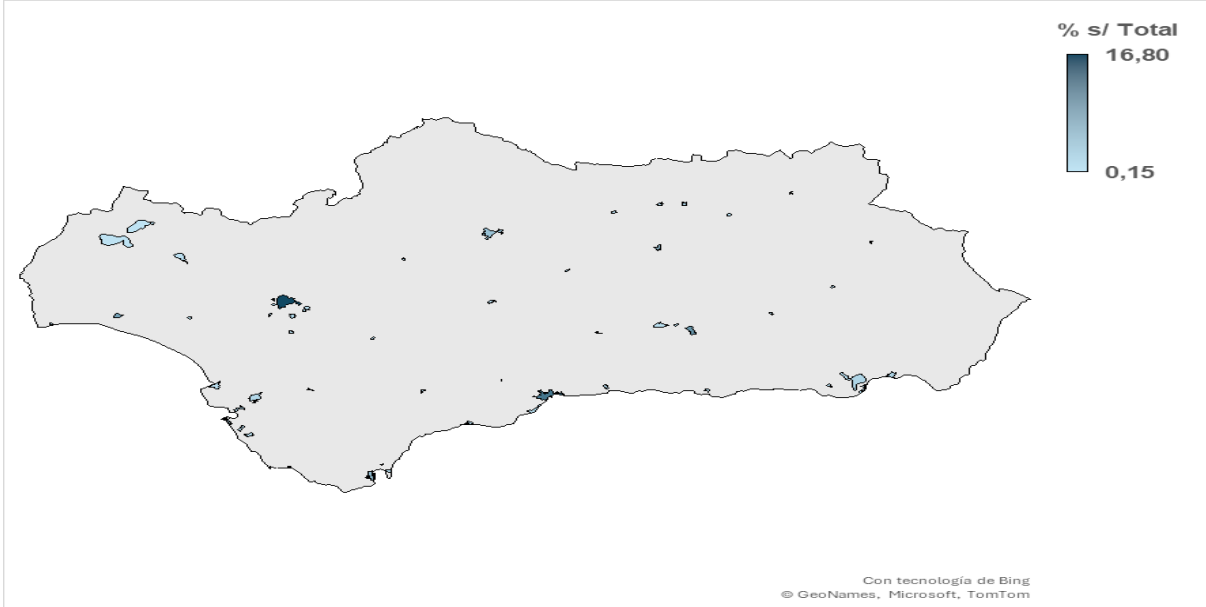 % s/ Total
16,80
0,15
Con tecnología de Bing
© GeoNames, Microsoft, TomTom